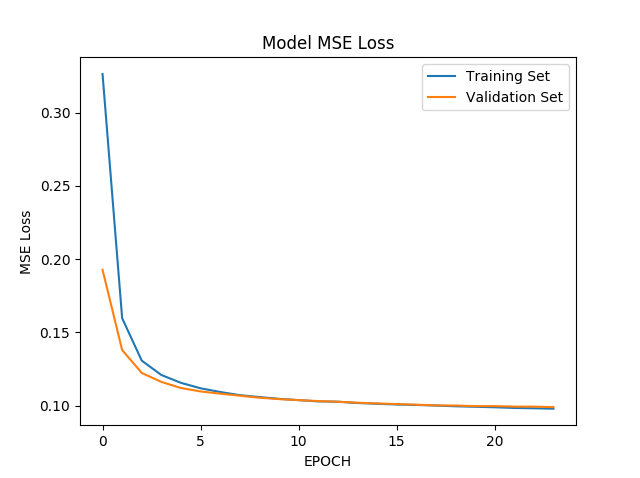 Model MSE Loss
Training Set
Validation Set
MSE Loss
0.30
0.25
0.20
0.15
0.10
0
5
10
15
20
EPOCH